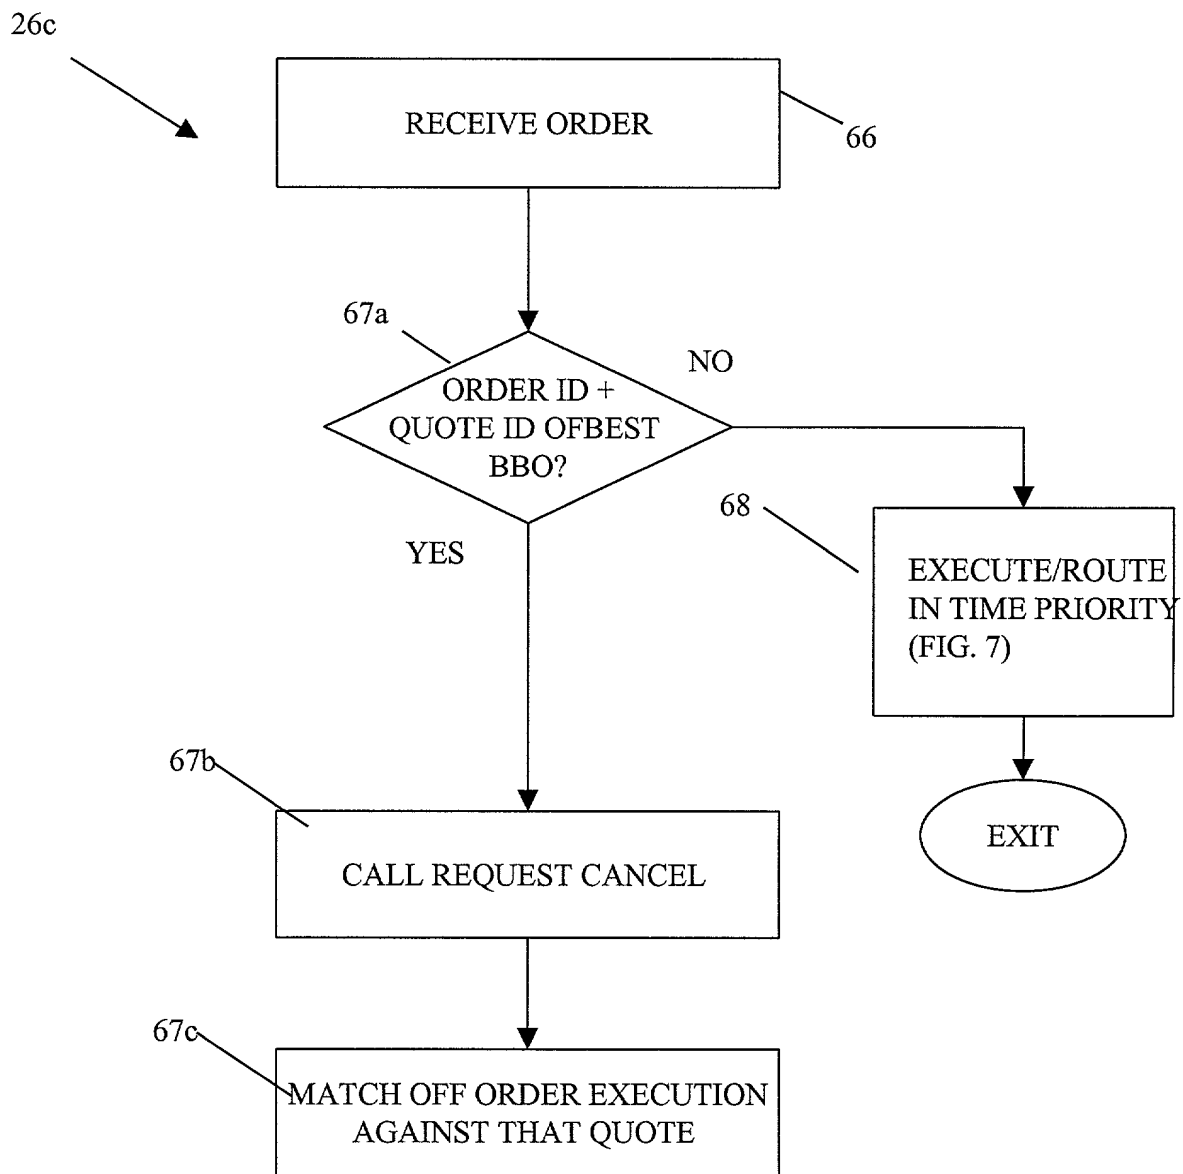 26c
RECEIVE ORDER
66
67a
NO
ORDER ID +
QUOTE ID OFBEST
BBO?
YES
68
EXECUTE/ROUTE
IN TIME PRIORITY
(FIG. 7)
67b
EXIT
CALL REQUEST CANCEL
67c
MATCH OFF ORDER EXECUTION
AGAINST THAT QUOTE